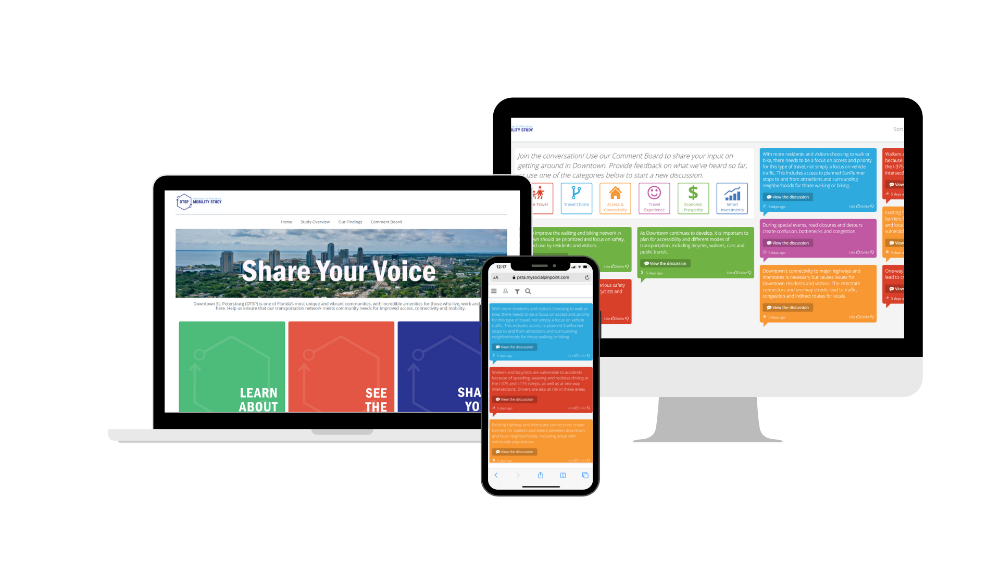 DTSP
Downtown St. Petersburg
MOBILITY STUDY
Home Study Overview Our Findings Comment Board
Share Your Voice
Downtown St. Petersburg (DTSP) is one of Florida's most unique and vibrant communities, with incredible amenities for those who live, work and
here. Help us ensure that our transportation network meets community needs for improved access, connectivity and mobility.
LEARN
ABOUT
SEE
THE
SHA
YO
12:17
AA psta.mysocialpinpoint.com
With more residents and visitors choosing to walk or
bike, there needs to be a focus on access and priority
for this type of travel, not simply a focus on vehicle
traffic. This includes access to planned SunRunner
stops to and from attractions and surrounding
neighborhoods for those walking or biking.
View the discussion
5 days ago Like Dislike
Walkers and bicyclists are vulnerable to accidents
because of speeding, weaving and reckless driving at
the I-375 and I-175 ramps, as well as at one-way
intersections. Drivers are also at risk in these areas.
View the discussion
5 days ago Like Dislike
Existing highway and interstate connections create
barriers for walkers and bikers between downtown
and local neighborhoods, including areas with
vulnerable populations.
View the discussion
5 days ago Like Dislike
St. Petersburg
ILITY STUDY
Sort
Join the conversation! Use our Comment Board to share your input on
getting around in Downtown. Provide feedback on what we've heard so far,
use one of the categories below to start a new discussion.
e Travel
Travel Choice
Access &
Connectivity
Travel
Experience
Economic
Prosperity
Smart
Investments
improve the walking and biking network in
wn should be prioritized and focus on safety,
nd use by residents and visitors.
Like Dislike
erious safety
cyclists and
Like Dislike
As Downtown continues to develop, it is important to
plan for accessibility and different modes of
transportation, including bicycles, walkers, cars and
public transit.
View the discussion
5 days ago Like Dislike
With more residents and visitors choosing to walk or
bike, there needs to be a focus on access and priority
for this type of travel, not simply a focus on vehicle
traffic. This includes access to planned SunRunner
stops to and from attractions and surrounding
neighborhoods for those walking or biking.
View the discussion
5 days ago Like Dislike
During special events, road closures and detours
create confusion, bottlenecks and congestion.
View the discussion
5 days ago Like Dislike
Downtown's connectivity to major highways and
interstates is necessary but causes issues for
Downtown residents and visitors. The interstate
connectors and one-way streets lead to traffic,
congestion and indirect routes for locals.
View the discussion
5 days ago Like Dislike
Walkers a
because
the I-375
intersecti
View
5 days a
Existing h
barriers f
and local
vulnerabl
View
5 days a
One-way
lead to cr
View
5 days a